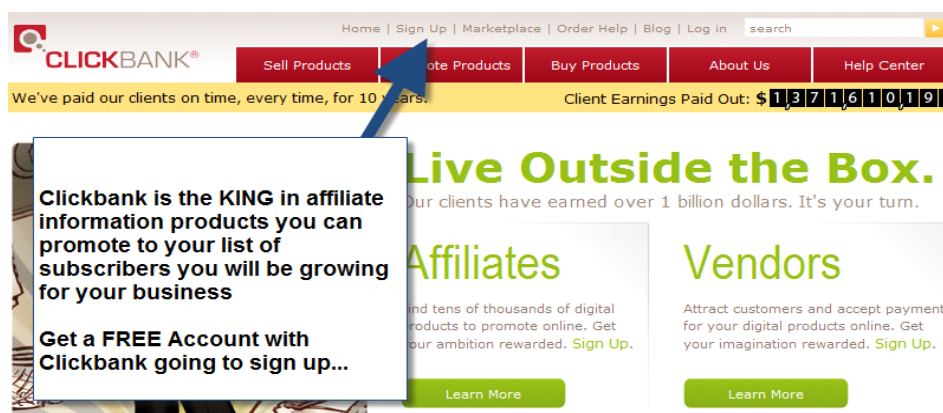 Home | Sign Up | Marketplace | Order Help | Blog | Log in search
CLICKBANK®
Sell Products Products Buy Products About Us Help Center
We've paid our clients on time, every time, for 10 years. Client Earnings Paid Out: $1,371,610,19
Live Outside the Box.
Our clients have earned over 1 billion dollars. It's your turn.
Clickbank is the KING in affiliate
information products you can
promote to your list of
subscribers you will be growing
for your business
Get a FREE Account with
Clickbank going to sign up...
Affiliates
Find tens of thousands of digital
products to promote online. Get
your ambition rewarded. Sign Up.
Learn More
Vendors
Attract customers and accept payment
for your digital products online. Get
your imagination rewarded. Sign Up.
Learn More